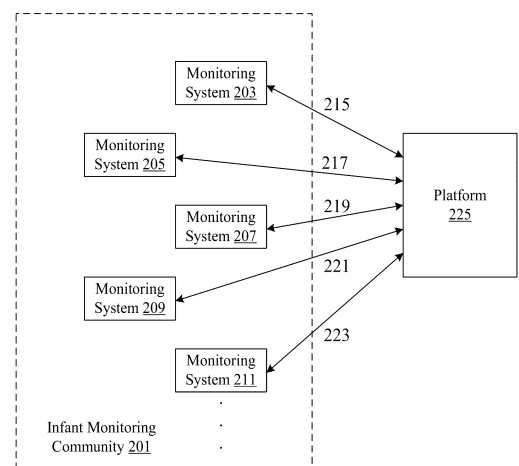 Monitoring
System 203
215
Monitoring
System 205
217
Platform
225
219
Monitoring
System 207
221
Monitoring
System 209
223
Monitoring
System 211
Infant Monitoring
Community 201